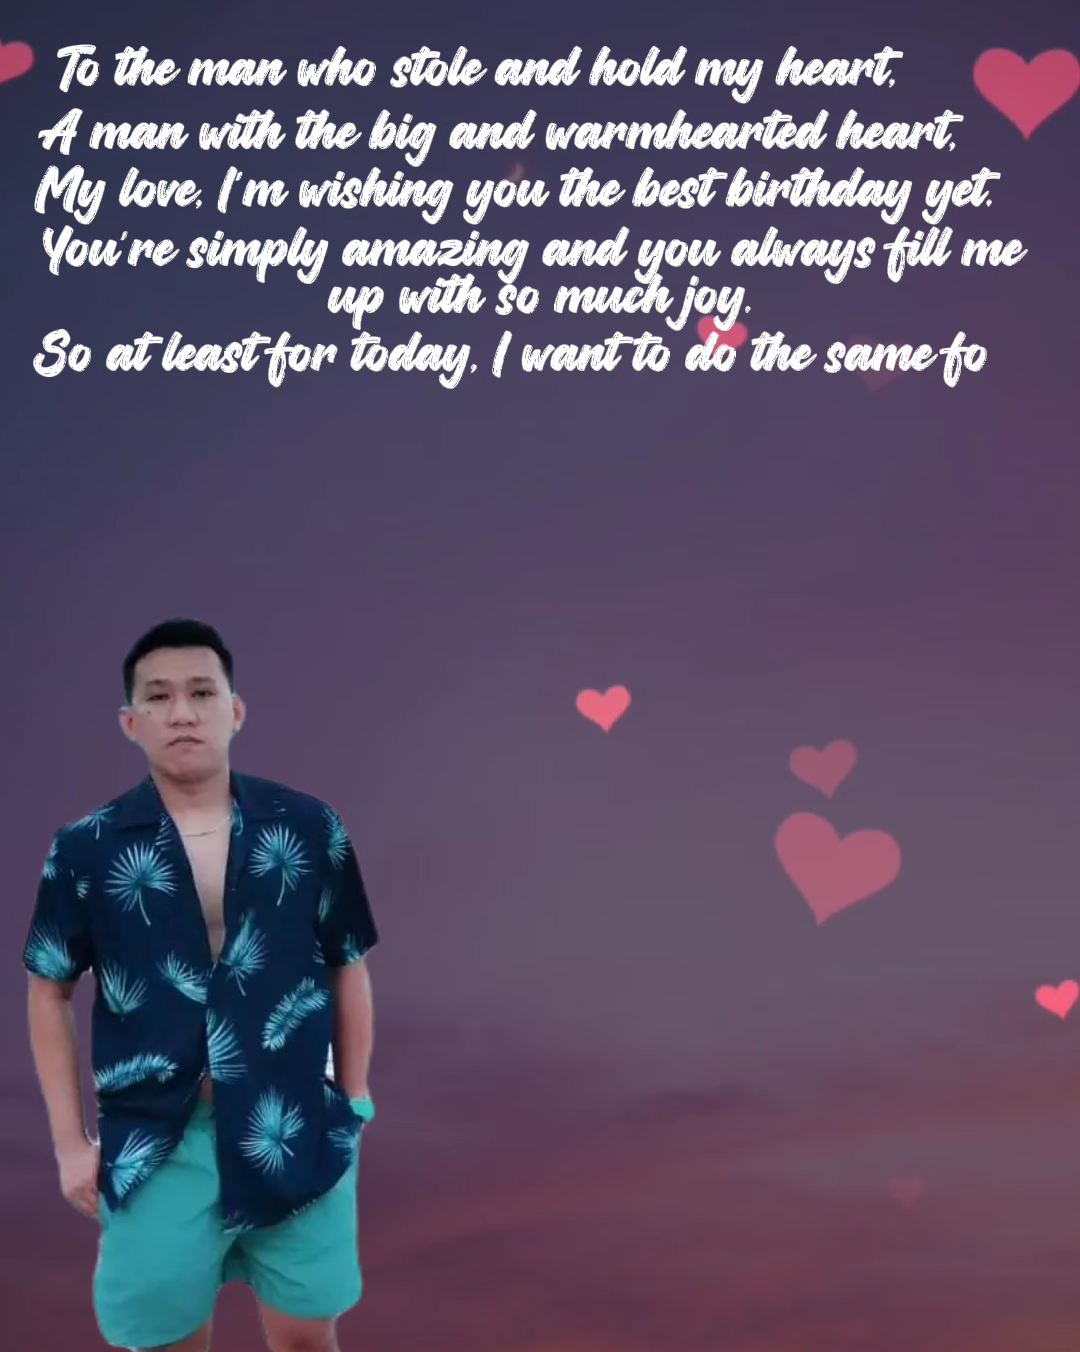 To the man who stole and hold my heart,
A man with the big and warmhearted heart,
My love, I'm wishing you the best birthday yet.
You're simply amazing and you always fill me
up with so much joy.
So at least for today, I want to do the same fo